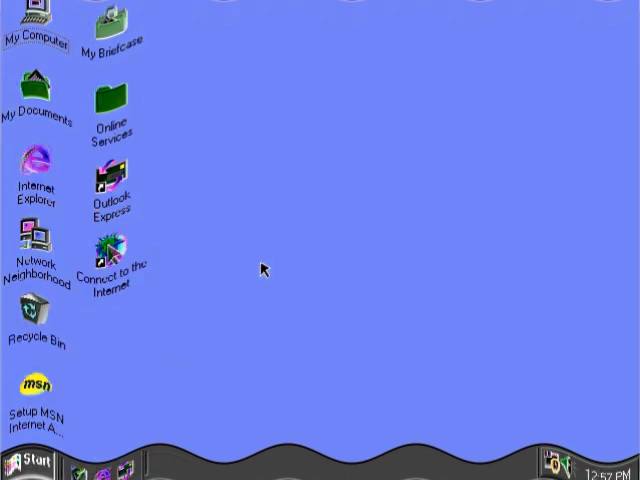 My Computer
My Documents
Internet
Explorer
Network
Neighborhood
Recycle Bin
msn
Setup MSN
Internet A...
My Briefcase
Online
Services
Outlook
Express
Connect to the
Internet
Start
12:57 PM